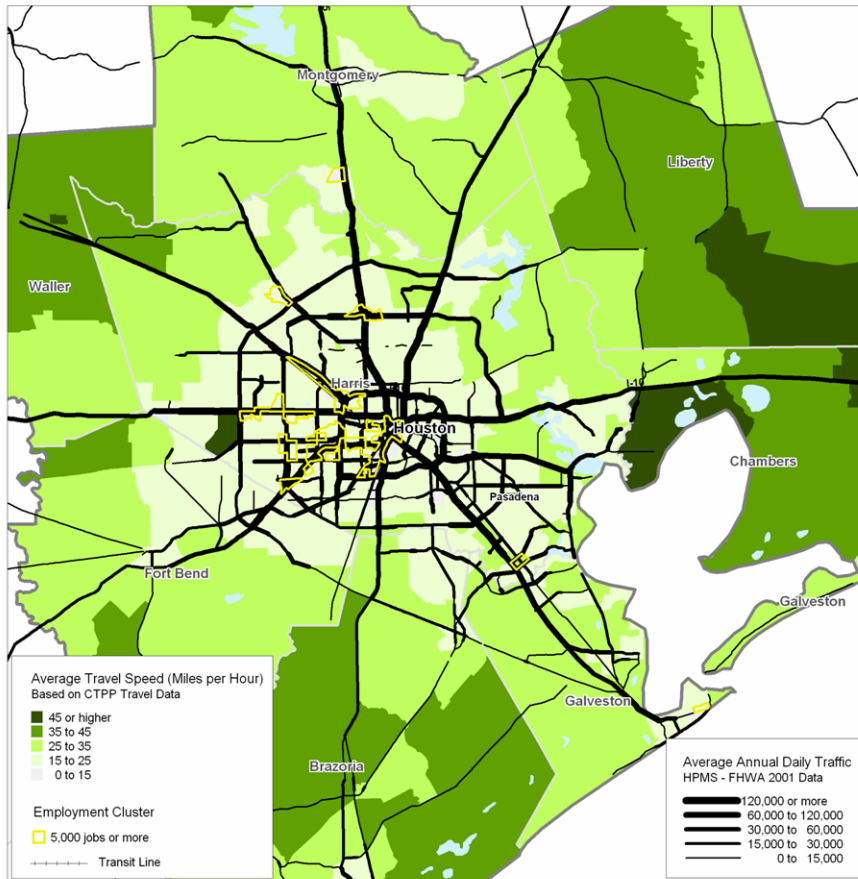 Montgomery
Liberty
Waller
Harris
I-10
Houston
Chambers
Pasadena
Fort Bend
Galveston
Galveston
Brazoria
Average Travel Speed (Miles per Hour)
Based on CTPP Travel Data
45 or higher
35 to 45
25 to 35
15 to 25
0 to 15
Employment Cluster
5,000 jobs or more
Transit Line
Average Annual Daily Traffic
HPMS - FHWA 2001 Data
120,000 or more
60,000 to 120,000
30,000 to 60,000
15,000 to 30,000
0 to 15,000